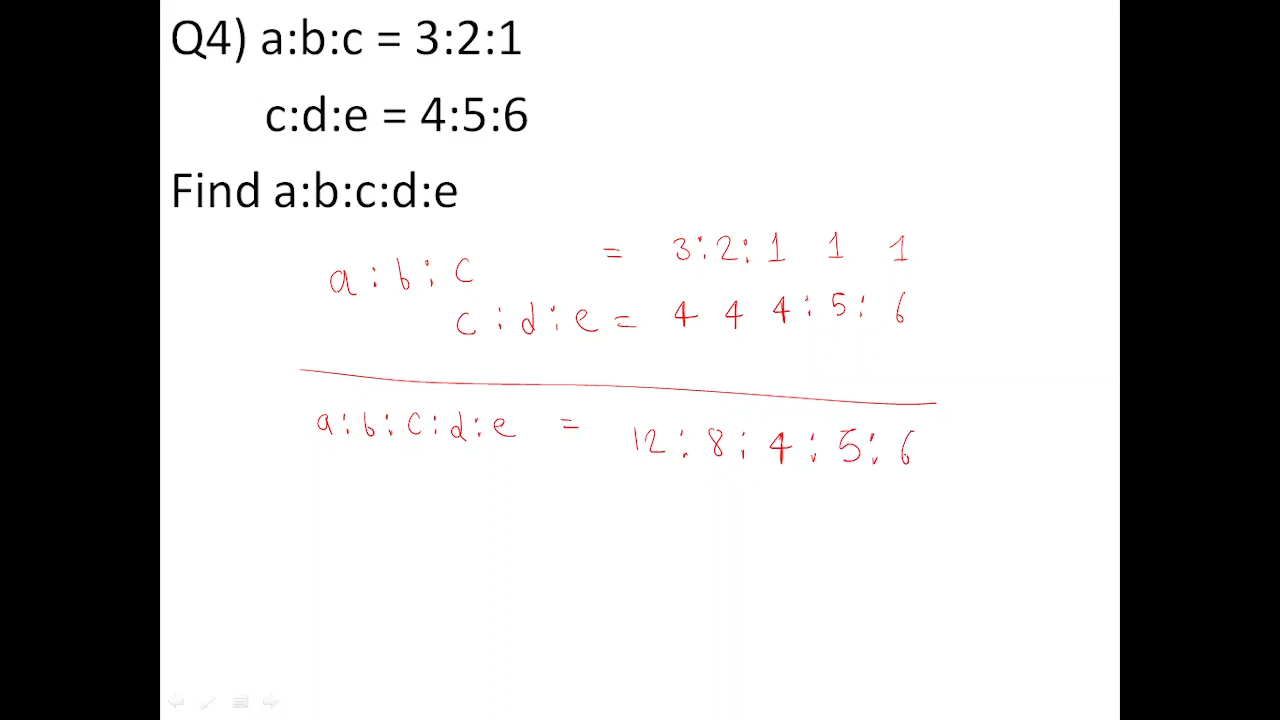 Q4) a:b:c = 3:2:1
c:d:e = 4:5:6
Find a:b:c:d:e
a:b:c = 3:2:1 1 1
c:d:e = 4 4 4:5:6
a:b:c:d:e = 12:8:4:5:6